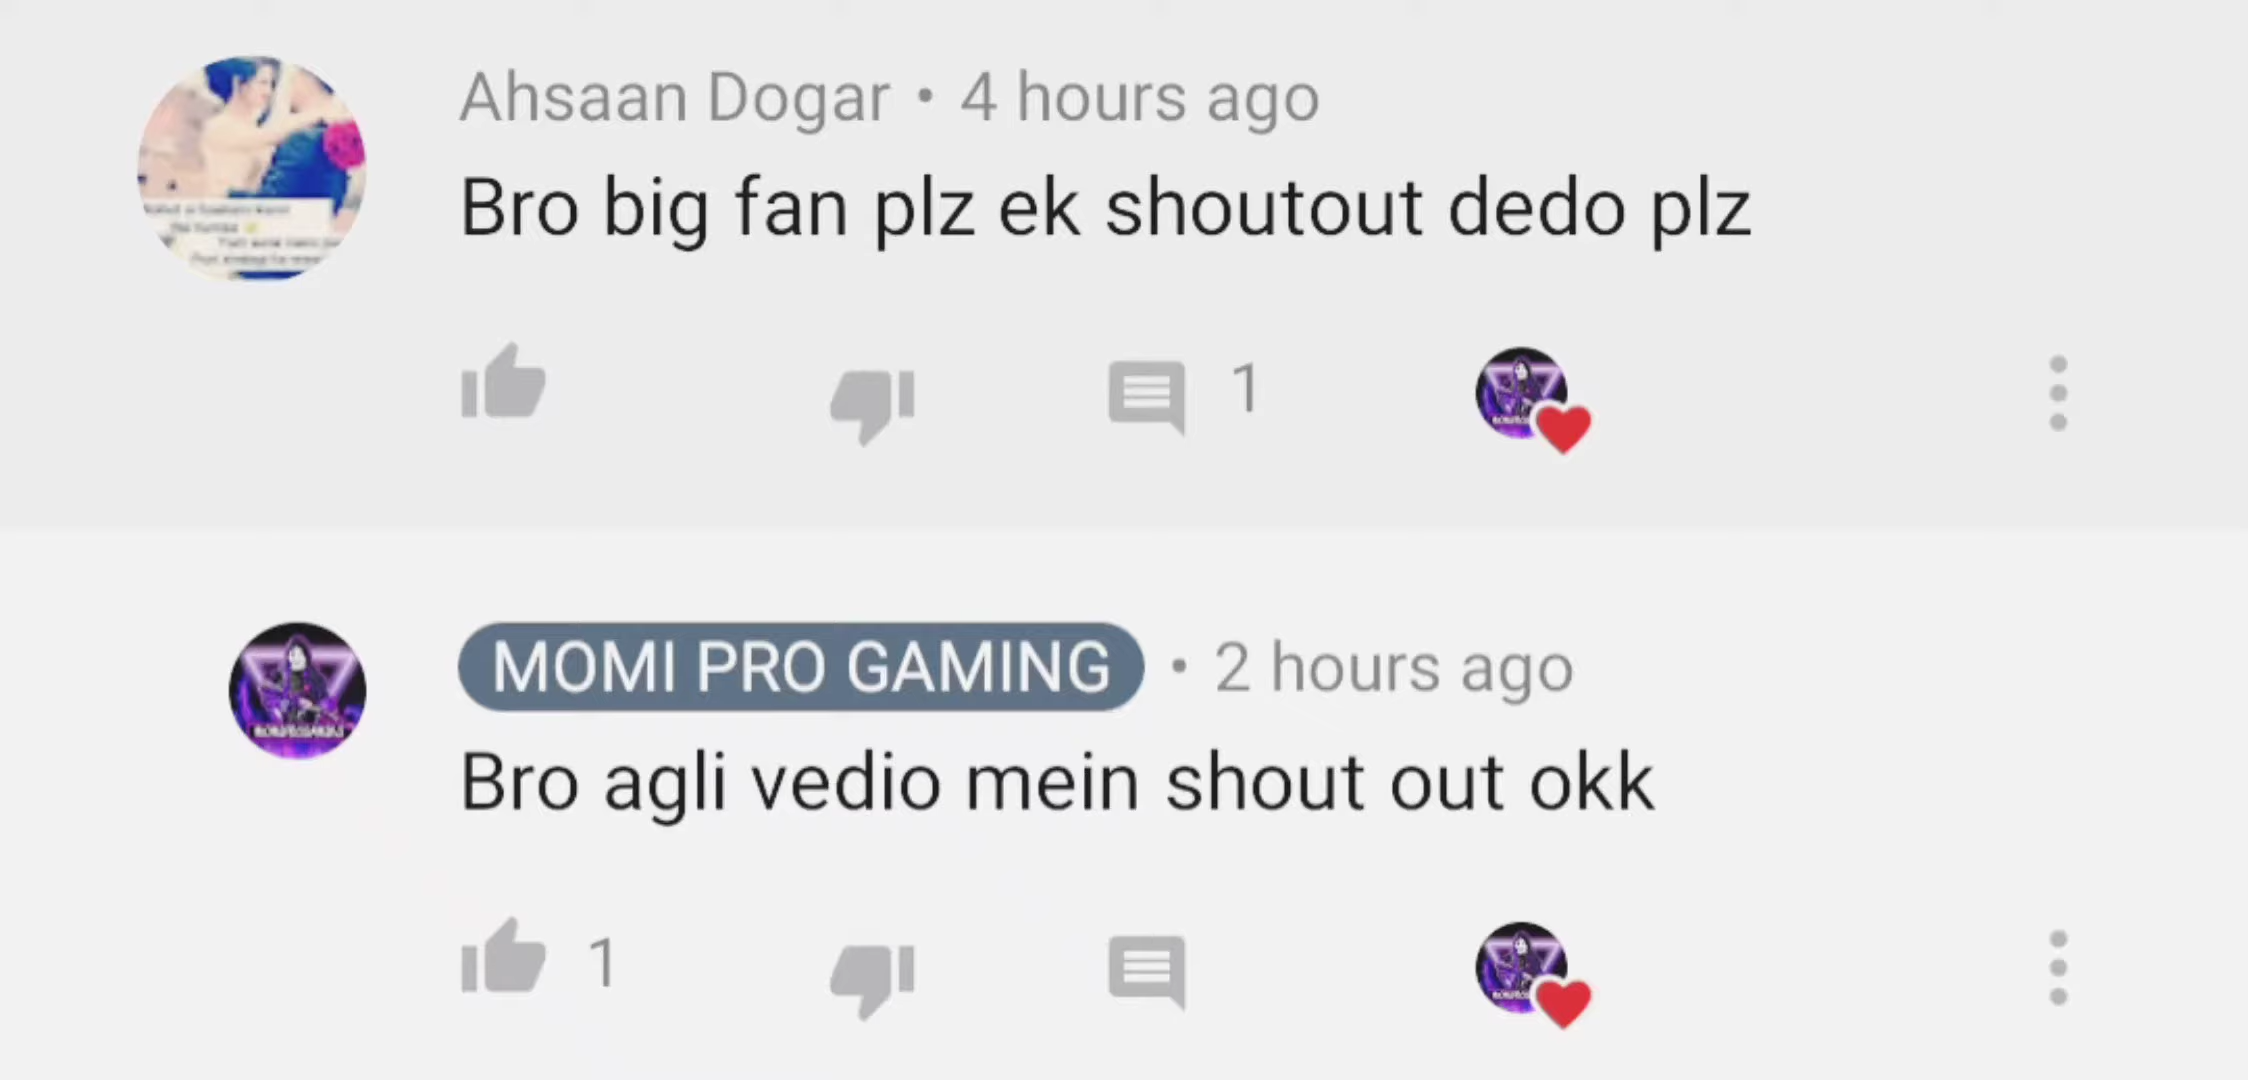 Ahsaan Dogar • 4 hours ago
Bro big fan plz ek shoutout dedo plz
1
MOMI PRO GAMING • 2 hours ago
Bro agli vedio mein shout out okk
1